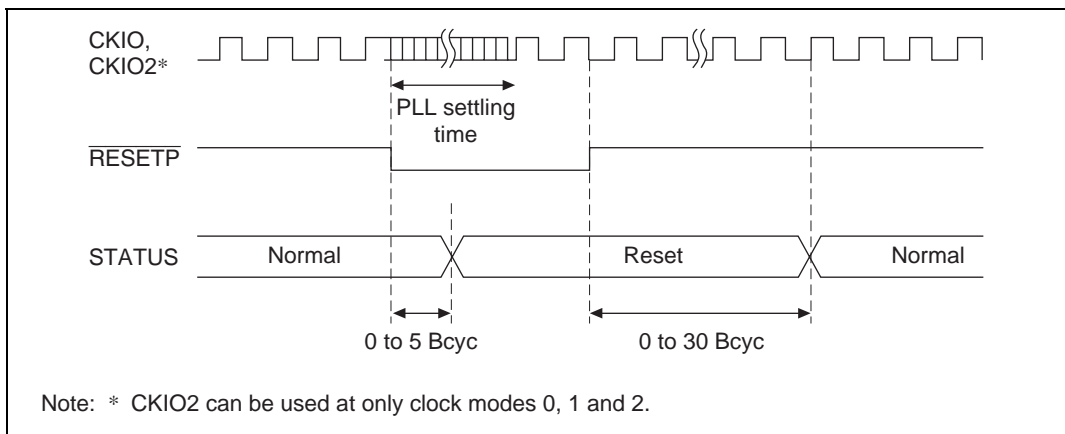 CKIO,
CKIO2*
PLL settling
time
RESETP
STATUS
Normal
Reset
Normal
0 to 5 Bcyc
0 to 30 Bcyc
Note: * CKIO2 can be used at only clock modes 0, 1 and 2.